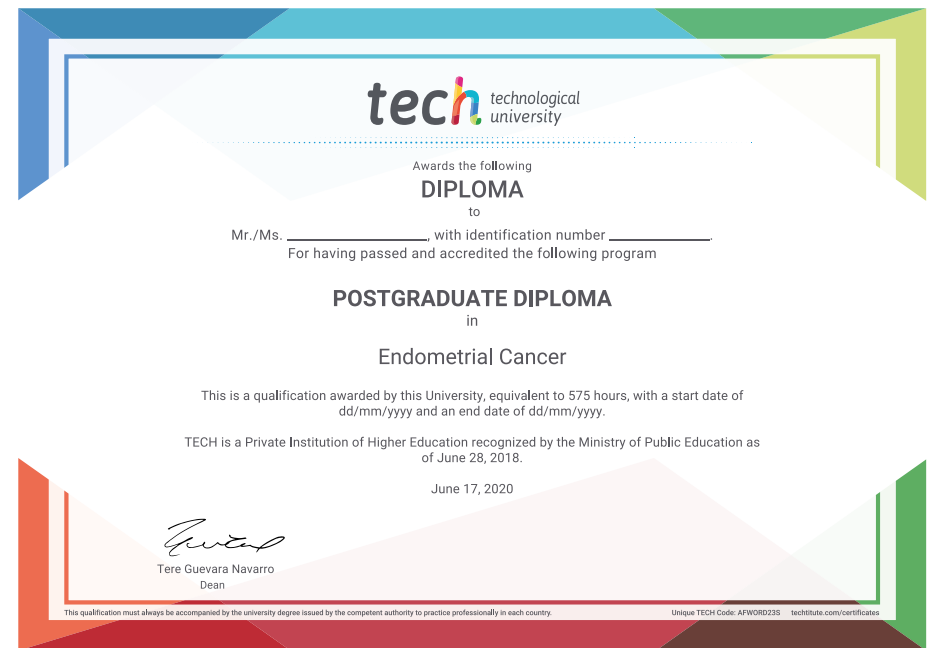 tech technological
university
Awards the following
DIPLOMA
to
Mr./Ms. ____________________, with identification number ______________.
For having passed and accredited the following program
POSTGRADUATE DIPLOMA
in
Endometrial Cancer
This is a qualification awarded by this University, equivalent to 575 hours, with a start date of
dd/mm/yyyy and an end date of dd/mm/yyyy.
TECH is a Private Institution of Higher Education recognized by the Ministry of Public Education as
of June 28, 2018.
June 17, 2020
Tere Guevara Navarro
Dean
This qualification must always be accompanied by the university degree issued by the competent authority to practice professionally in each country.
Unique TECH Code: AFWORD23S techtitute.com/certificates